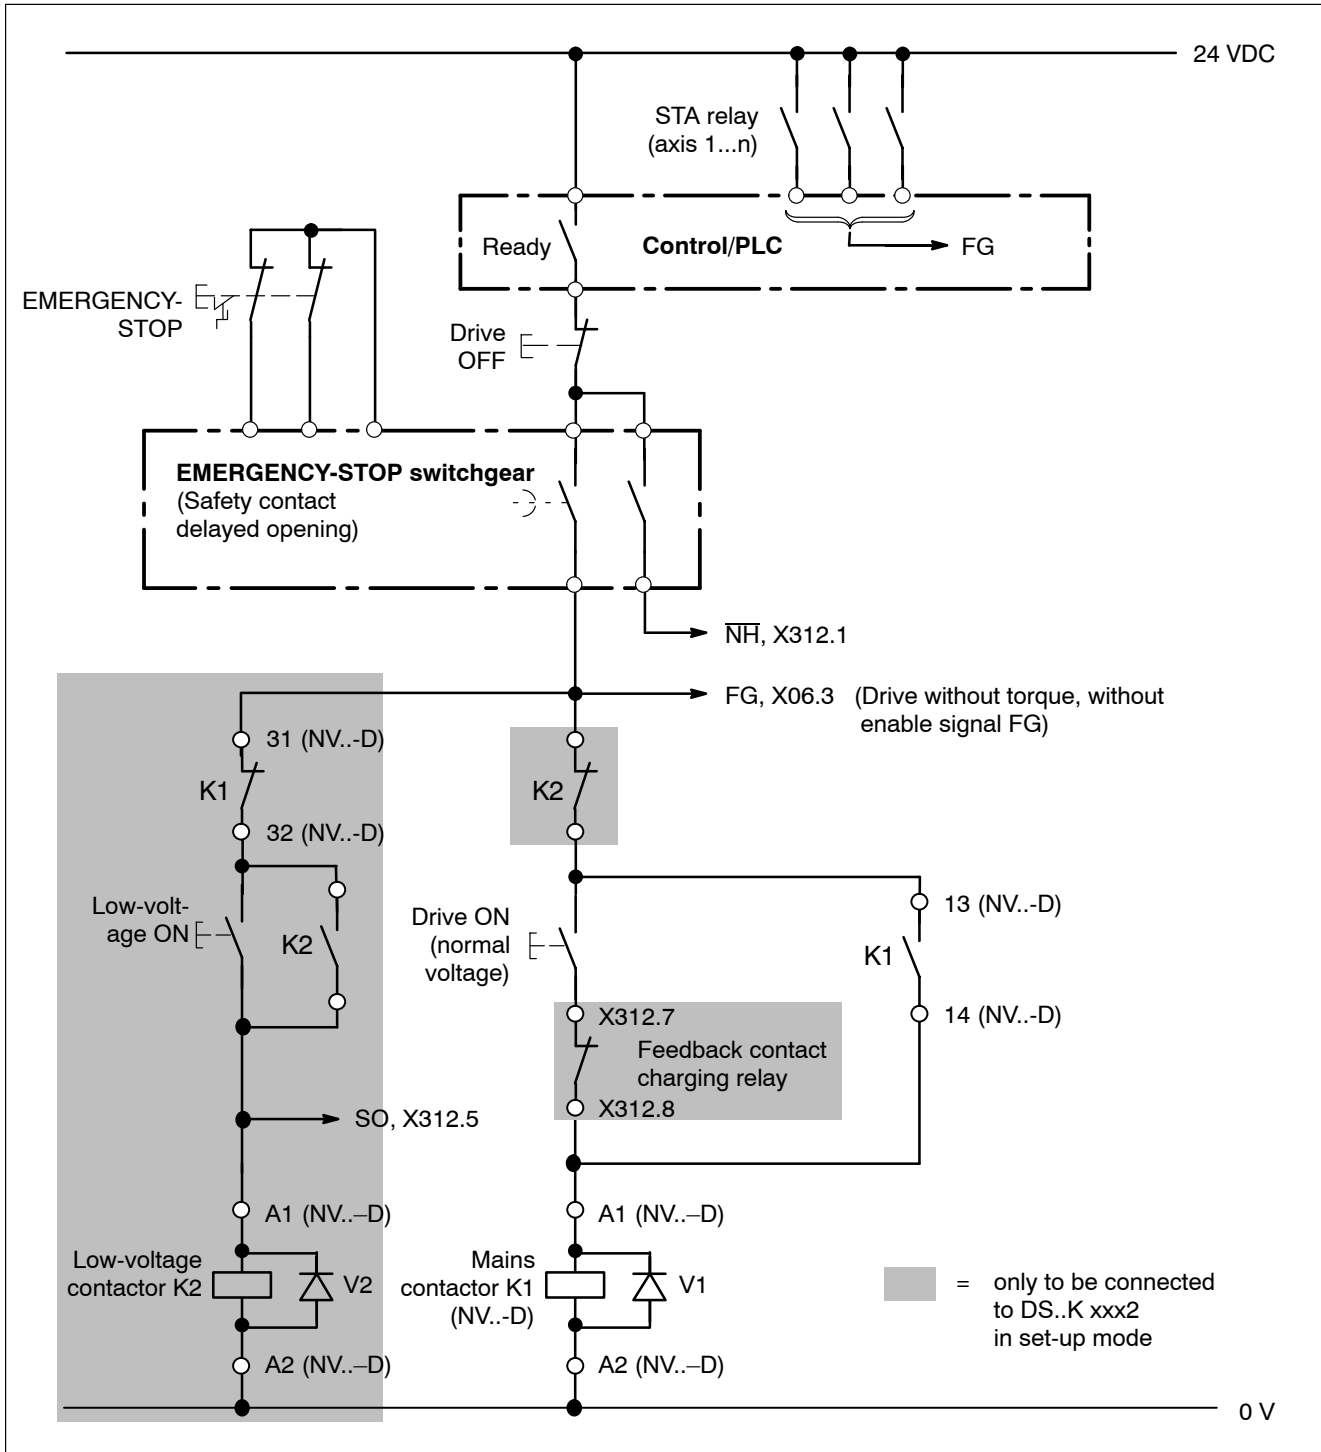 24 VDC
STA relay
(axis 1...n)
Ready
Control/PLC
FG
EMERGENCY-
STOP
Drive
OFF
EMERGENCY-STOP switchgear
(Safety contact
delayed opening)
N̅H̅, X312.1
FG, X06.3 (Drive without torque, without
enable signal FG)
31 (NV..-D)
K1
K2
32 (NV..-D)
Low-volt-
age ON
K2
Drive ON
(normal
voltage)
13 (NV..-D)
K1
14 (NV..-D)
X312.7
Feedback contact
charging relay
X312.8
SO, X312.5
A1 (NV..–D)
A1 (NV..–D)
Low-voltage
contactor K2
V2
Mains
contactor K1
(NV..-D)
V1
= only to be connected
to DS..K xxx2
in set-up mode
A2 (NV..–D)
A2 (NV..–D)
0 V